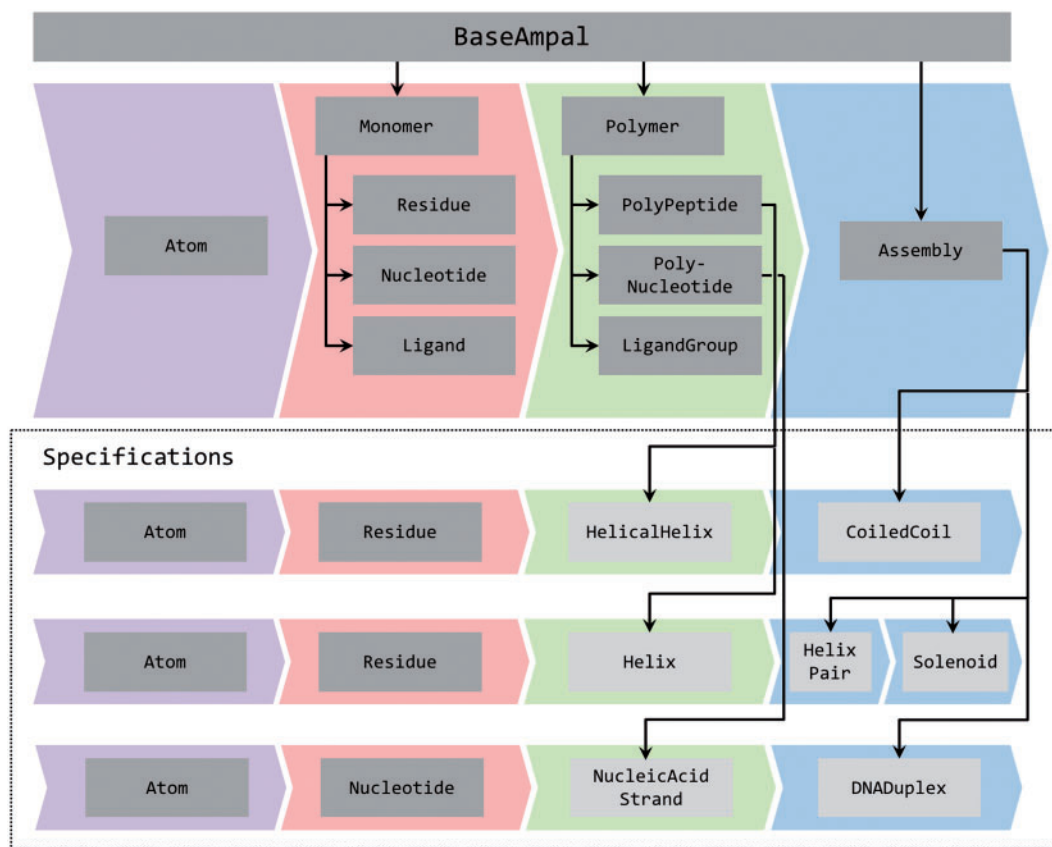 BaseAmpal
Monomer
Polymer
Residue
PolyPeptide
Atom
Assembly
Nucleotide
Poly-
Nucleotide
Ligand
LigandGroup
Specifications
Atom
Residue
HelicalHelix
CoiledCoil
Atom
Residue
Helix
Helix
Pair
Solenoid
Atom
Nucleotide
NucleicAcid
Strand
DNADuplex